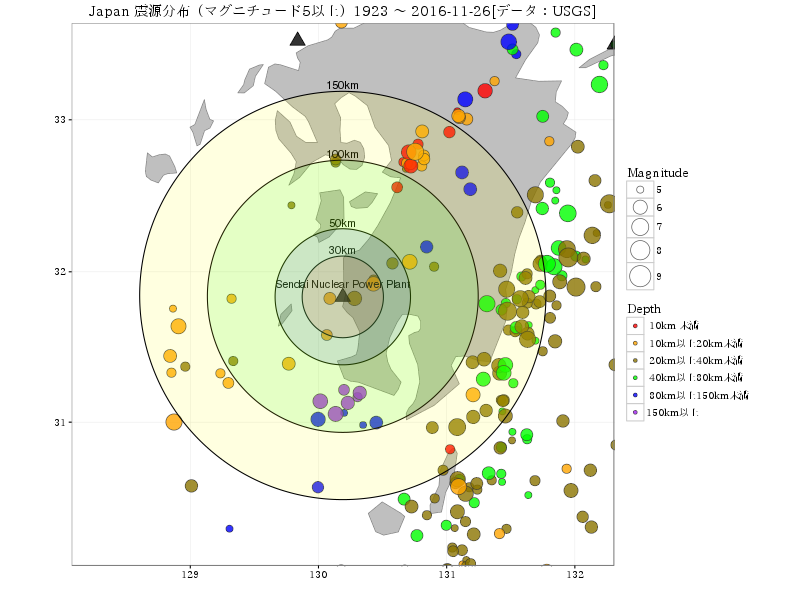 Japan 震源分布（マグニチュード5以上）1923 ～ 2016-11-26[データ：USGS]
150km
100km
50km
30km
Sendai Nuclear Power Plant
33
32
31
129
130
131
132
Magnitude
5
6
7
8
9
Depth
10km 未満
10km以上20km未満
20km以上40km未満
40km以上80km未満
80km以上150km未満
150km以上